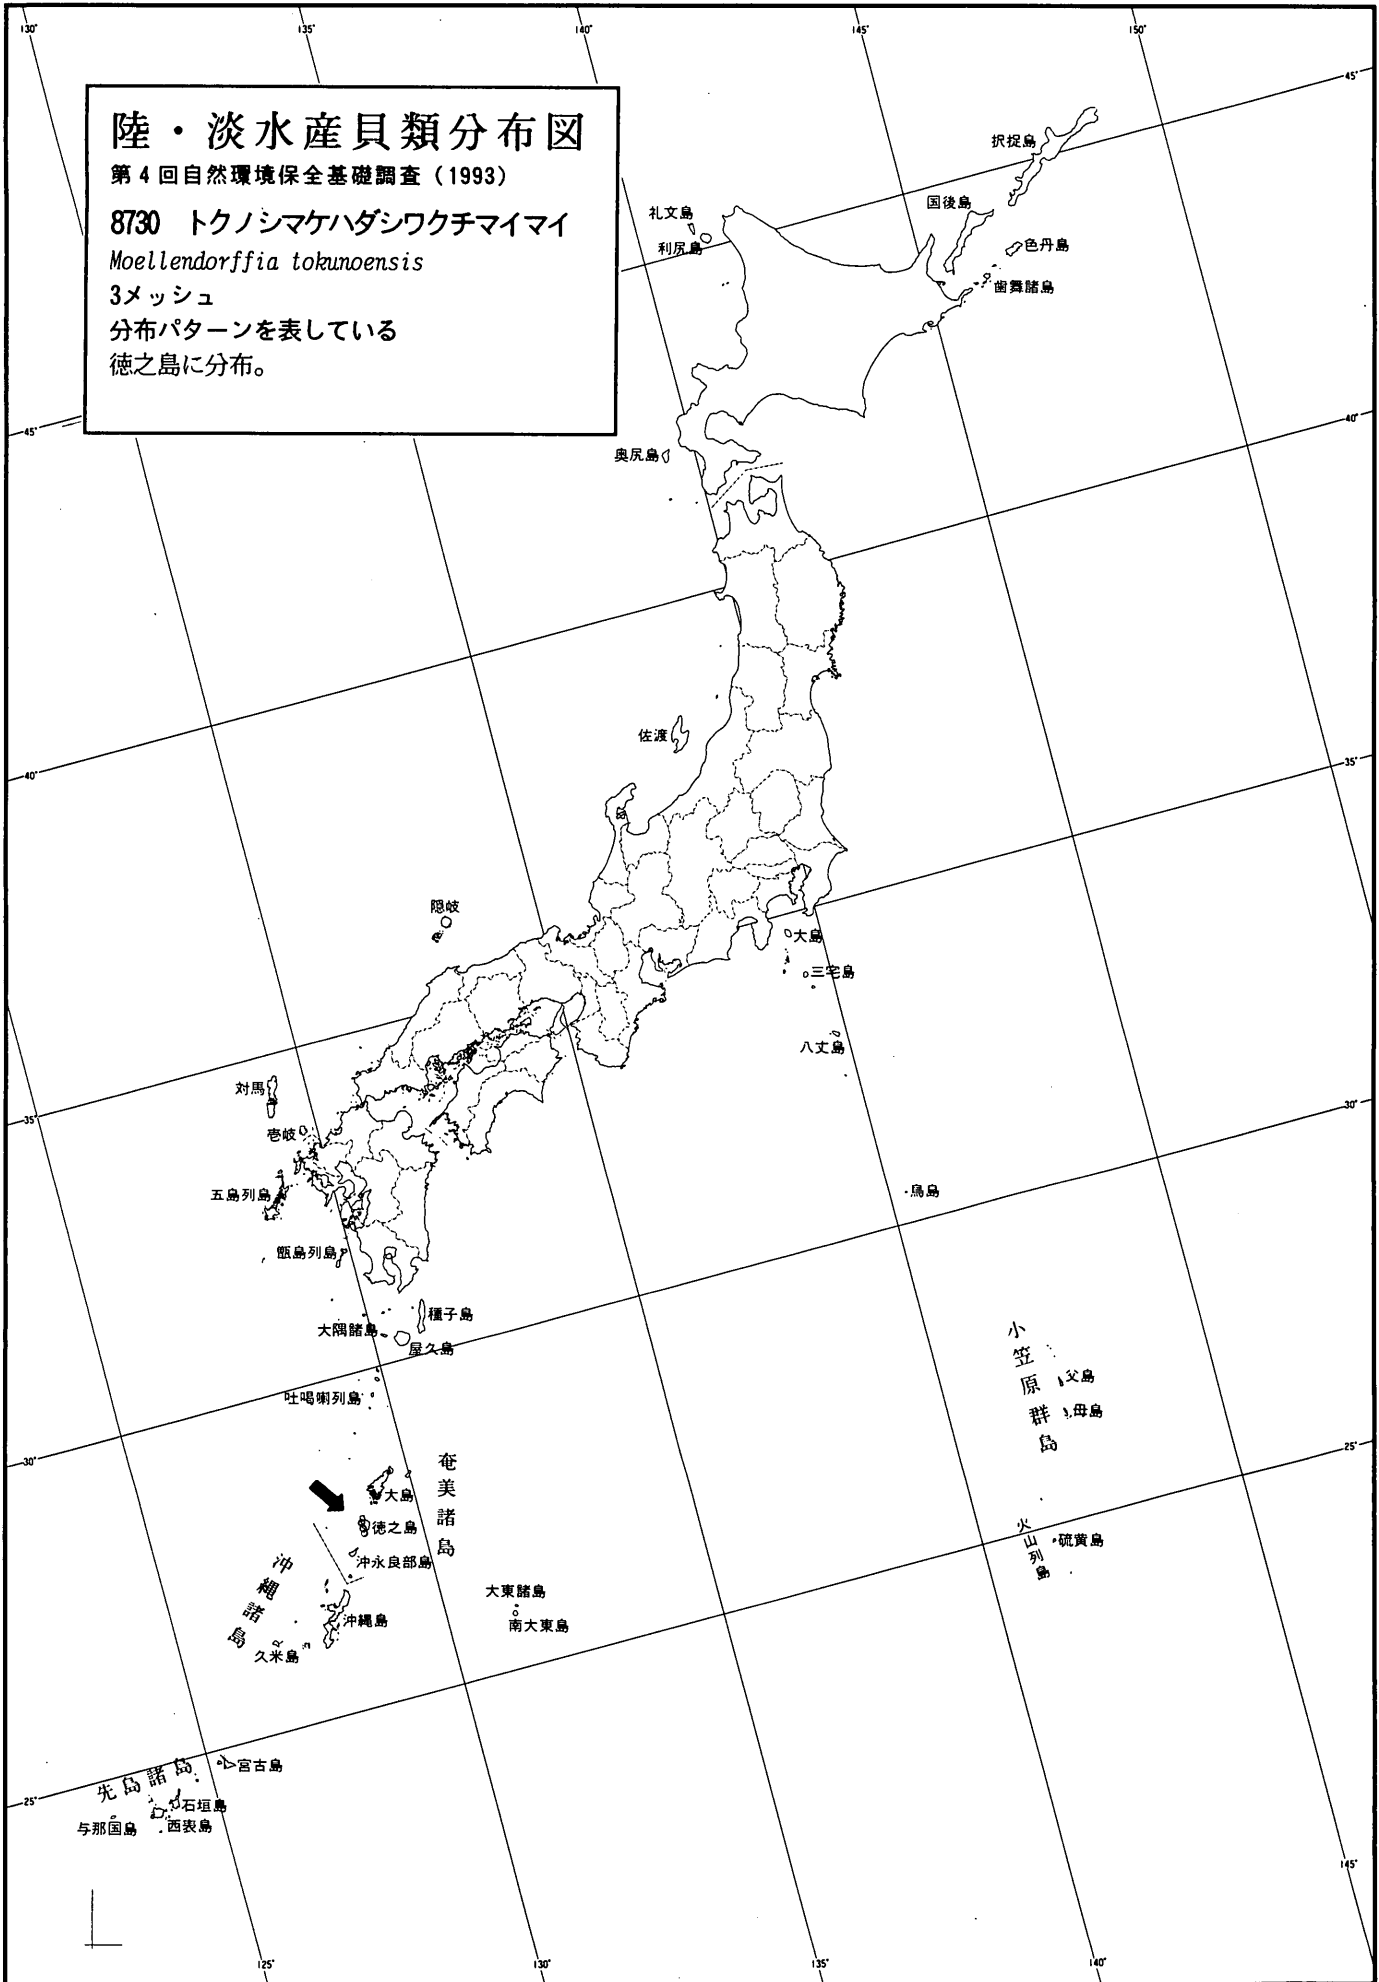 130°
135°
140°
145°
150°
45°
陸・淡水産貝類分布図
第4回自然環境保全基礎調査（1993）
8730 トクノシマケハダシワクチマイマイ
Moellendorffia tokunoensis
3メッシュ
分布パターンを表している
徳之島に分布。
択捉島
国後島
礼文島
利尻島
色丹島
歯舞諸島
45°
40°
奥尻島
佐渡
40°
35°
隠岐
大島
三宅島
八丈島
対馬
35°
壱岐
30°
五島列島
鳥島
甑島列島
種子島
大隅諸島
屋久島
吐噶喇列島
小笠原群島
父島
母島
25°
30°
奄美諸島
大島
徳之島
沖永良部島
火山列島
硫黄島
沖縄諸島
大東諸島
南大東島
沖縄島
久米島
先島諸島
宮古島
25°
石垣島
与那国島
西表島
145°
125°
130°
135°
140°